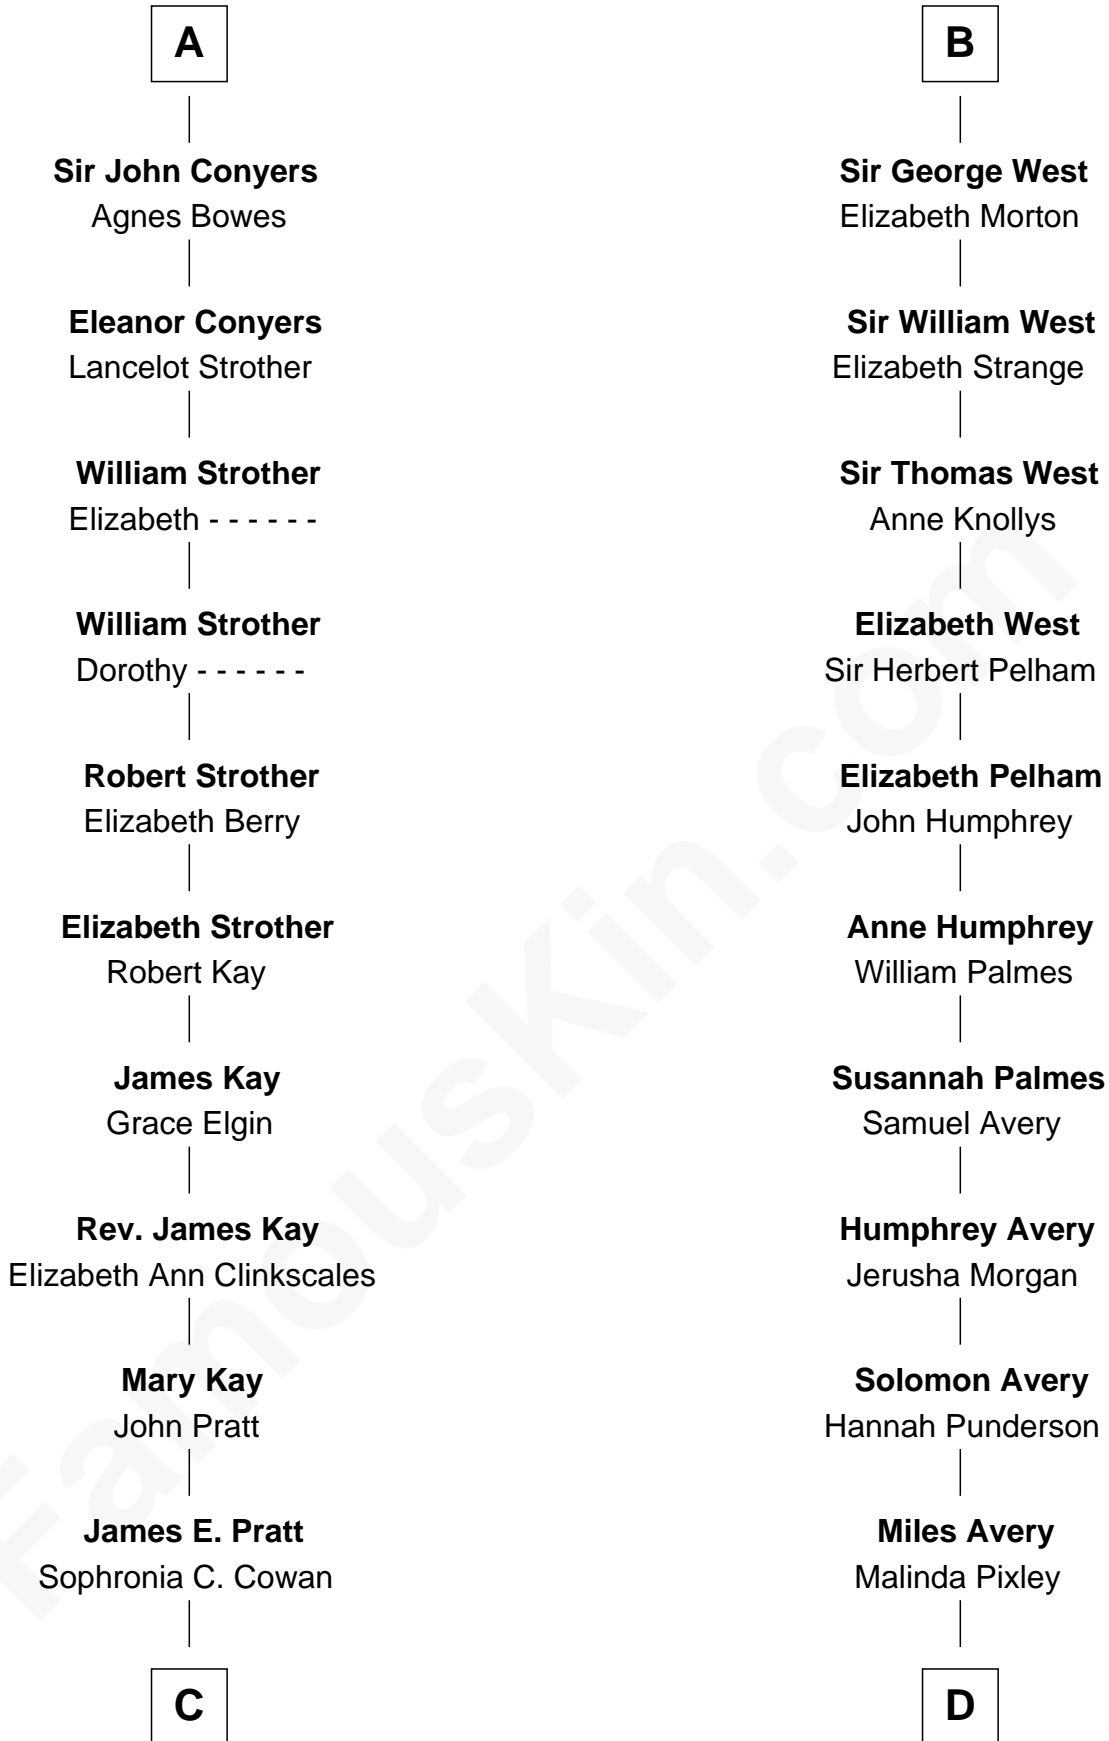 A
Sir John Conyers
Agnes Bowes
Eleanor Conyers
Lancelot Strother
William Strother
Elizabeth - - - - - -
William Strother
Dorothy - - - - - -
Robert Strother
Elizabeth Berry
Elizabeth Strother
Robert Kay
James Kay
Grace Elgin
Rev. James Kay
Elizabeth Ann Clinkscales
Mary Kay
John Pratt
James E. Pratt
Sophronia C. Cowan
C
B
Sir George West
Elizabeth Morton
Sir William West
Elizabeth Strange
Sir Thomas West
Anne Knollys
Elizabeth West
Sir Herbert Pelham
Elizabeth Pelham
John Humphrey
Anne Humphrey
William Palmes
Susannah Palmes
Samuel Avery
Humphrey Avery
Jerusha Morgan
Solomon Avery
Hannah Punderson
Miles Avery
Malinda Pixley
D
FamousKin.com